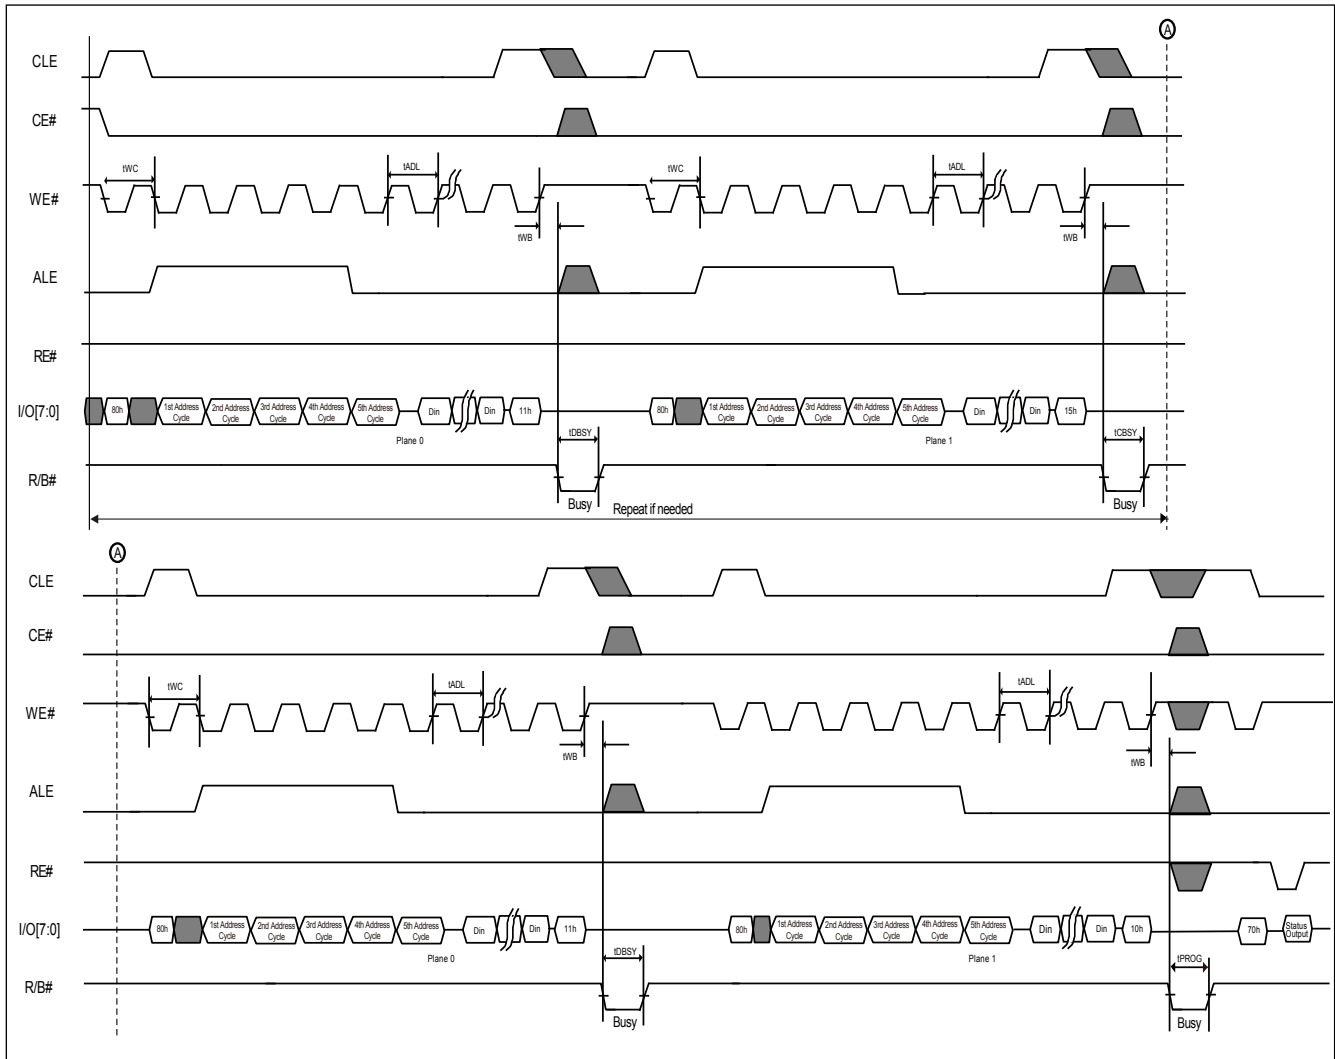 A
CLE
CE#
tWC
tADL
tWC
tADL
WE#
tWB
tWB
ALE
RE#
I/O[7:0]
80h
1st Address Cycle
2nd Address Cycle
3rd Address Cycle
4th Address Cycle
5th Address Cycle
Din
Din
11h
80h
1st Address Cycle
2nd Address Cycle
3rd Address Cycle
4th Address Cycle
5th Address Cycle
Din
Din
15h
Plane 0
Plane 1
tDBSY
tCBSY
R/B#
Busy
Busy
Repeat if needed
A
CLE
CE#
tWC
tADL
tADL
WE#
tWB
tWB
ALE
RE#
I/O[7:0]
80h
1st Address Cycle
2nd Address Cycle
3rd Address Cycle
4th Address Cycle
5th Address Cycle
Din
Din
11h
80h
1st Address Cycle
2nd Address Cycle
3rd Address Cycle
4th Address Cycle
5th Address Cycle
Din
Din
10h
70h
Status Output
Plane 0
Plane 1
tDBSY
tPROG
R/B#
Busy
Busy